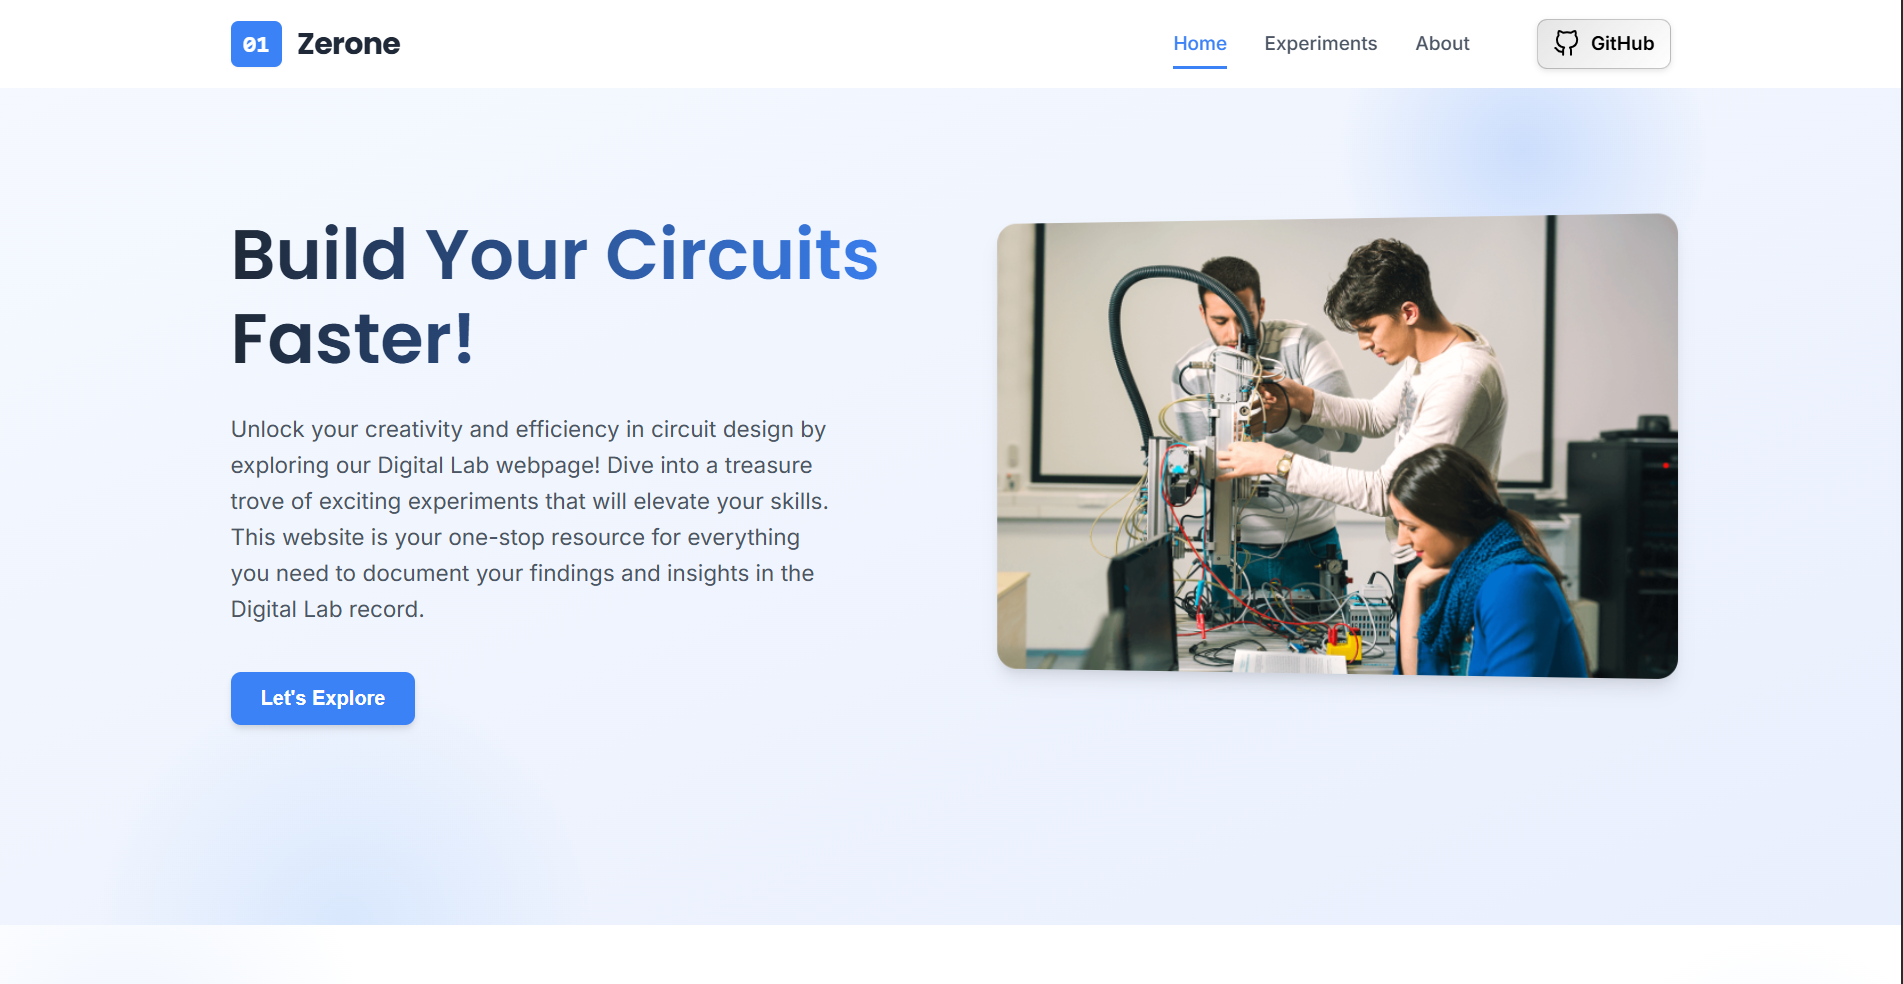 01 Zerone
Home Experiments About GitHub
Build Your Circuits
Faster!
Unlock your creativity and efficiency in circuit design by
exploring our Digital Lab webpage! Dive into a treasure
trove of exciting experiments that will elevate your skills.
This website is your one-stop resource for everything
you need to document your findings and insights in the
Digital Lab record.
Let's Explore